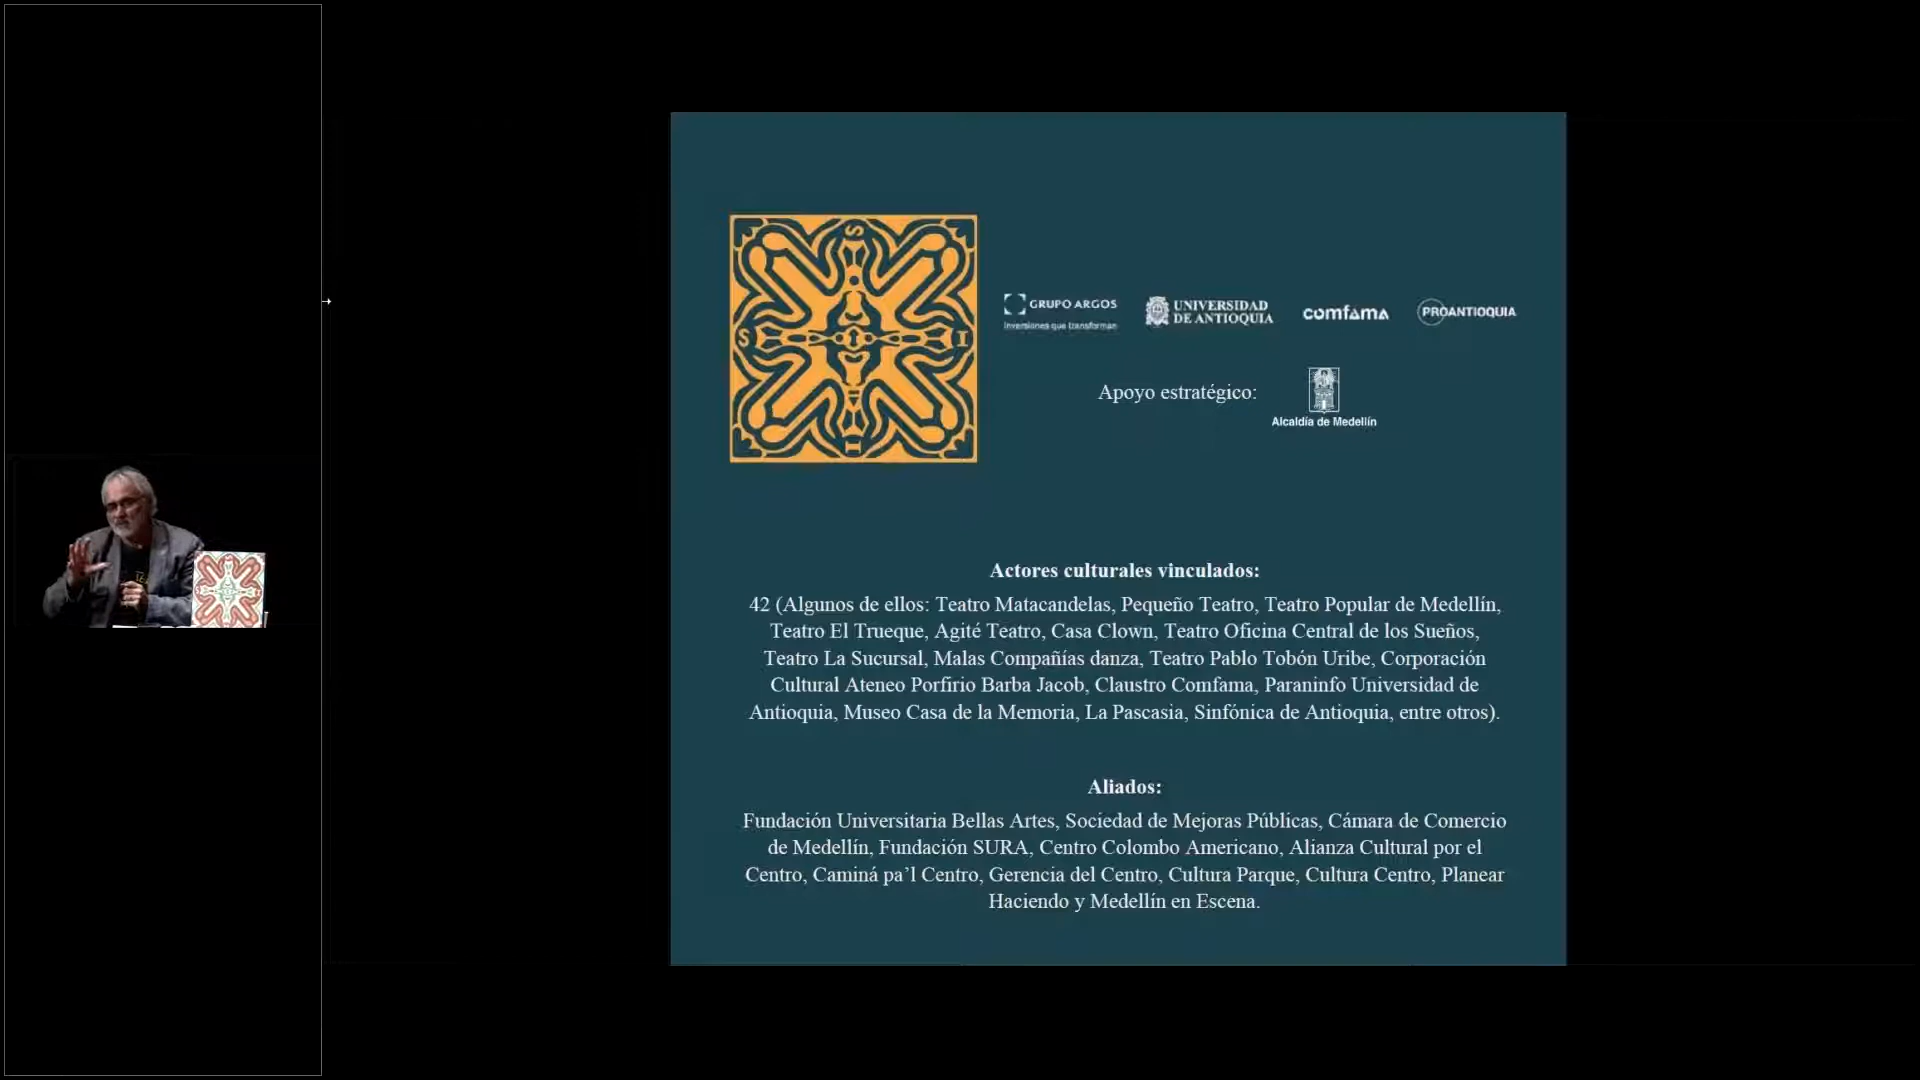 S
S
I
GRUPO ARGOS
Inversiones que transforman
UNIVERSIDAD
DE ANTIOQUIA
comfama
PROANTIOQUIA
Apoyo estratégico:
Alcaldía de Medellín
Actores culturales vinculados:
42 (Algunos de ellos: Teatro Matacandelas, Pequeño Teatro, Teatro Popular de Medellín,
Teatro El Trueque, Agité Teatro, Casa Clown, Teatro Oficina Central de los Sueños,
Teatro La Sucursal, Malas Compañías danza, Teatro Pablo Tobón Uribe, Corporación
Cultural Ateneo Porfirio Barba Jacob, Claustro Comfama, Paraninfo Universidad de
Antioquia, Museo Casa de la Memoria, La Pascasia, Sinfónica de Antioquia, entre otros).
Aliados:
Fundación Universitaria Bellas Artes, Sociedad de Mejoras Públicas, Cámara de Comercio
de Medellín, Fundación SURA, Centro Colombo Americano, Alianza Cultural por el
Centro, Caminá pa’l Centro, Gerencia del Centro, Cultura Parque, Cultura Centro, Planear
Haciendo y Medellín en Escena.